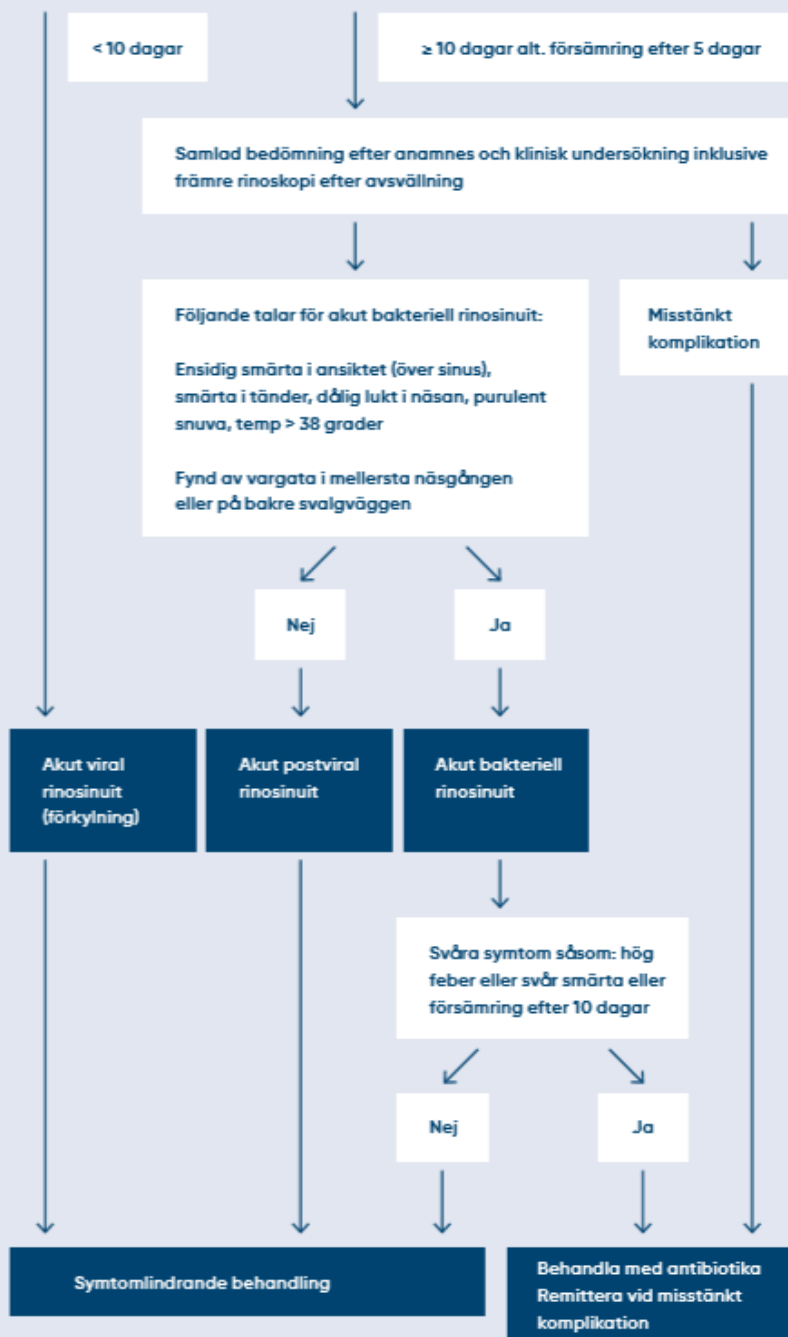 < 10 dagar
≥ 10 dagar alt. försämring efter 5 dagar
Samlad bedömning efter anamnes och klinisk undersökning inklusive
främre rinoskopi efter avsvällning
Följande talar för akut bakteriell rinosinuit:
Ensidig smärta i ansiktet (över sinus),
smärta i tänder, dålig lukt i näsan, purulent
snuva, temp > 38 grader
Fynd av vargata i mellersta näsgången
eller på bakre svalgväggen
Misstänkt
komplikation
Nej
Ja
Akut viral
rinosinuit
(förkylning)
Akut postviral
rinosinuit
Akut bakteriell
rinosinuit
Svåra symtom såsom: hög
feber eller svår smärta eller
försämring efter 10 dagar
Nej
Ja
Symtomlindrande behandling
Behandla med antibiotika
Remittera vid misstänkt
komplikation